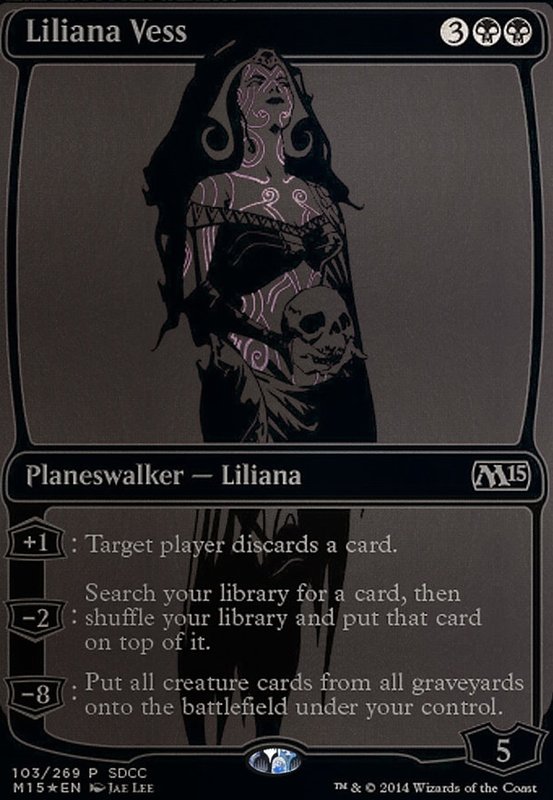 Liliana Vess 3
Planeswalker — Liliana M15
+1 : Target player discards a card.
Search your library for a card, then
−2 : shuffle your library and put that card
on top of it.
−8 : Put all creature cards from all graveyards
onto the battlefield under your control.
5
103/269 P SDCC
M15★EN Jae Lee ™ & © 2014 Wizards of the Coast